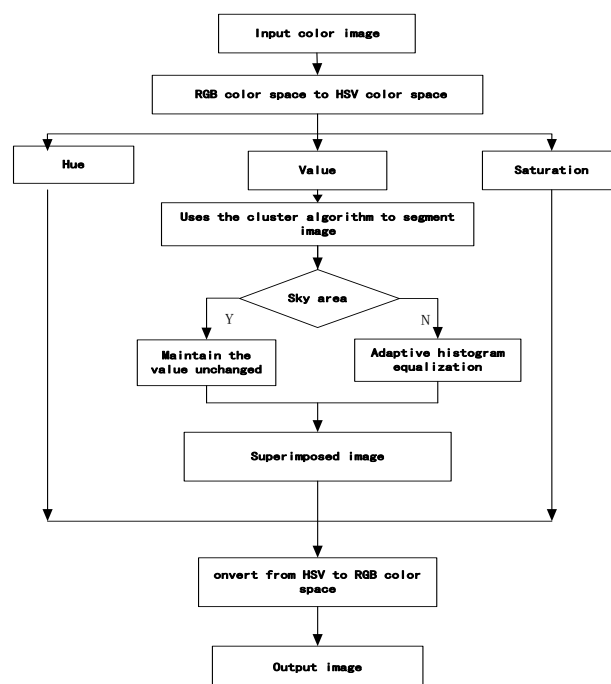 Input color image
RGB color space to HSV color space
Hue
Value
Saturation
Uses the cluster algorithm to segment
image
Sky area
Y
N
Maintain the
value unchanged
Adaptive histogram
equalization
Superimposed image
onvert from HSV to RGB color
space
Output image